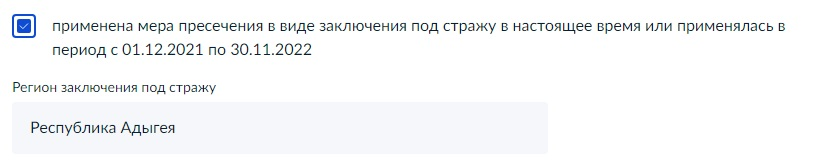 применена мера пресечения в виде заключения под стражу в настоящее время или применялась в
период с 01.12.2021 по 30.11.2022
Регион заключения под стражу
Республика Адыгея